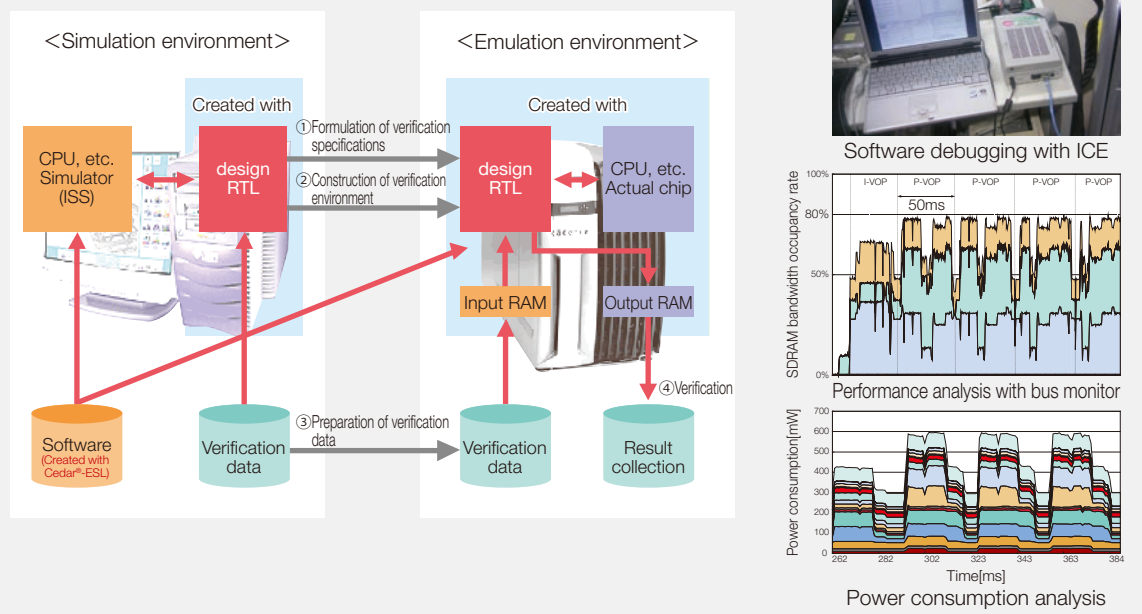 <Simulation environment>
<Emulation environment>
Created with
Created with
CPU, etc.
Simulator
(ISS)
design
RTL
①Formulation of verification
specifications
②Construction of verification
environment
design
RTL
CPU, etc.
Actual chip
Input RAM
Output RAM
④Verification
Software
(Created with
Cedar®-ESL)
Verification
data
③Preparation of verification
data
Verification
data
Result
collection
Software debugging with ICE
SDRAM bandwidth occupancy rate
100%
80%
50%
0%
I-VOP
P-VOP
P-VOP
P-VOP
P-VOP
50ms
Performance analysis with bus monitor
Power consumption[mW]
700
600
500
400
300
200
100
0
262
282
302
323
343
363
384
Time[ms]
Power consumption analysis